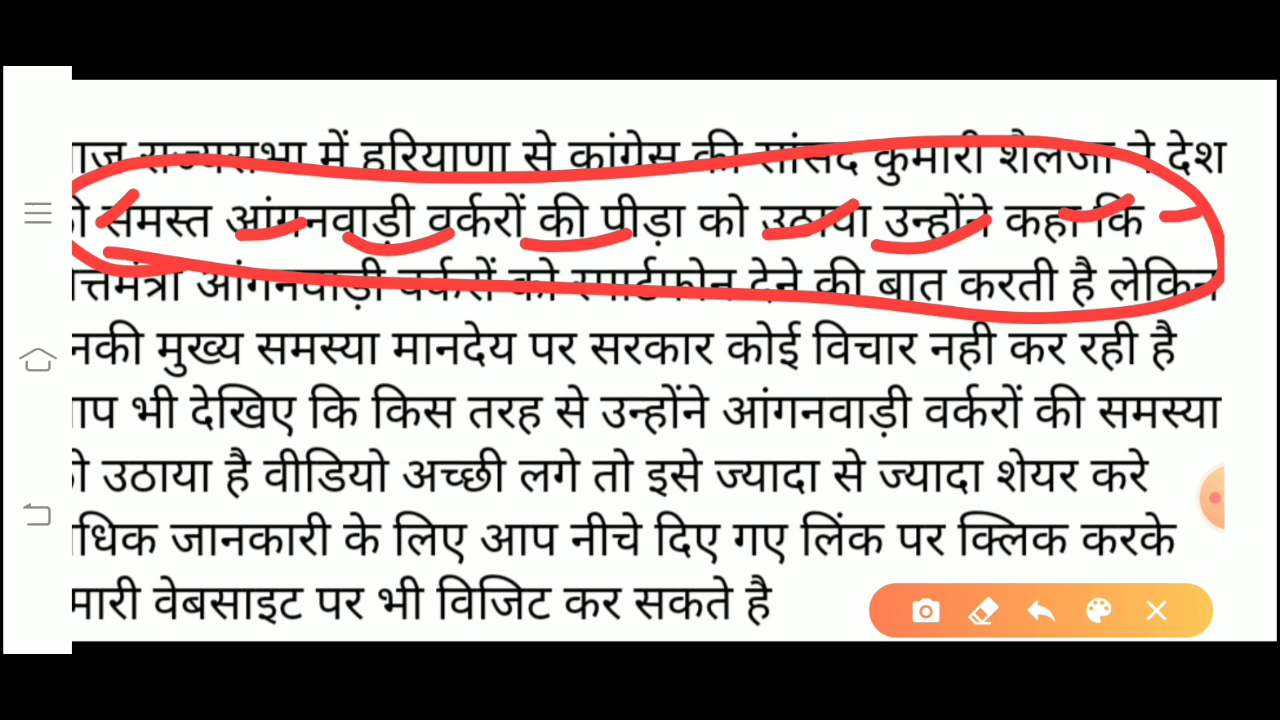 राज्यसभा में हरियाणा से कांग्रेस की सांसद कुमारी शैलजा ने देश
समस्त आंगनवाड़ी वर्करों की पीड़ा को उठाया उन्होंने कहा कि
आंगनवाड़ी वर्करों को स्मार्टफोन देने की बात करती है लेकिन
मुख्य समस्या मानदेय पर सरकार कोई विचार नही कर रही है
भी देखिए कि किस तरह से उन्होंने आंगनवाड़ी वर्करों की समस्या
उठाया है वीडियो अच्छी लगे तो इसे ज्यादा से ज्यादा शेयर करे
जानकारी के लिए आप नीचे दिए गए लिंक पर क्लिक करके
वेबसाइट पर भी विजिट कर सकते है